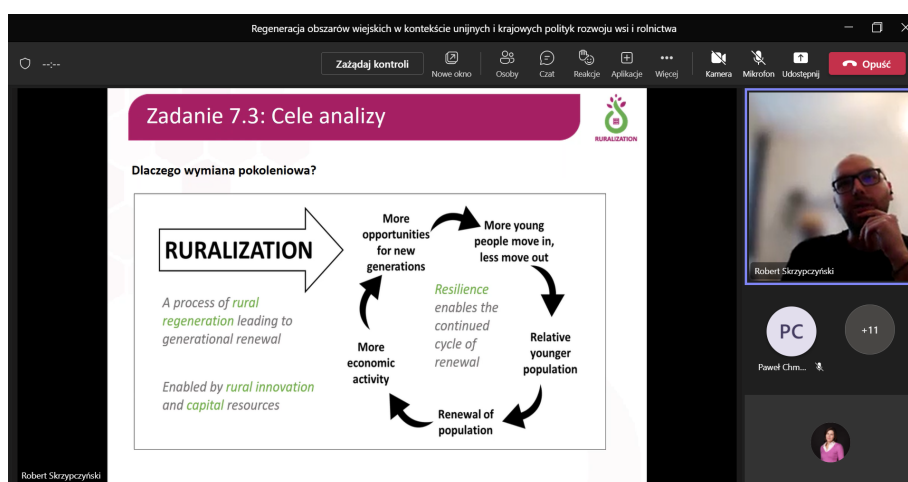 Regeneracja obszarów wiejskich w kontekście unijnych i krajowych polityk rozwoju wsi i rolnictwa
--:--
Zażądaj kontroli
Nowe okno
Osoby
Czat
Reakcje
Aplikacje
Więcej
Kamera
Mikrofon
Udostępnij
Opuść
Zadanie 7.3: Cele analizy
RURALIZATION
Dlaczego wymiana pokoleniowa?
RURALIZATION
A process of rural
regeneration leading to
generational renewal
Enabled by rural innovation
and capital resources
More
opportunities
for new
generations
More young
people move in,
less move out
Relative
younger
population
Renewal of
population
More
economic
activity
Resilience
enables the
continued
cycle of
renewal
Robert Skrzypczyński
Robert Skrzypczyński
PC
Paweł Chm...
+11